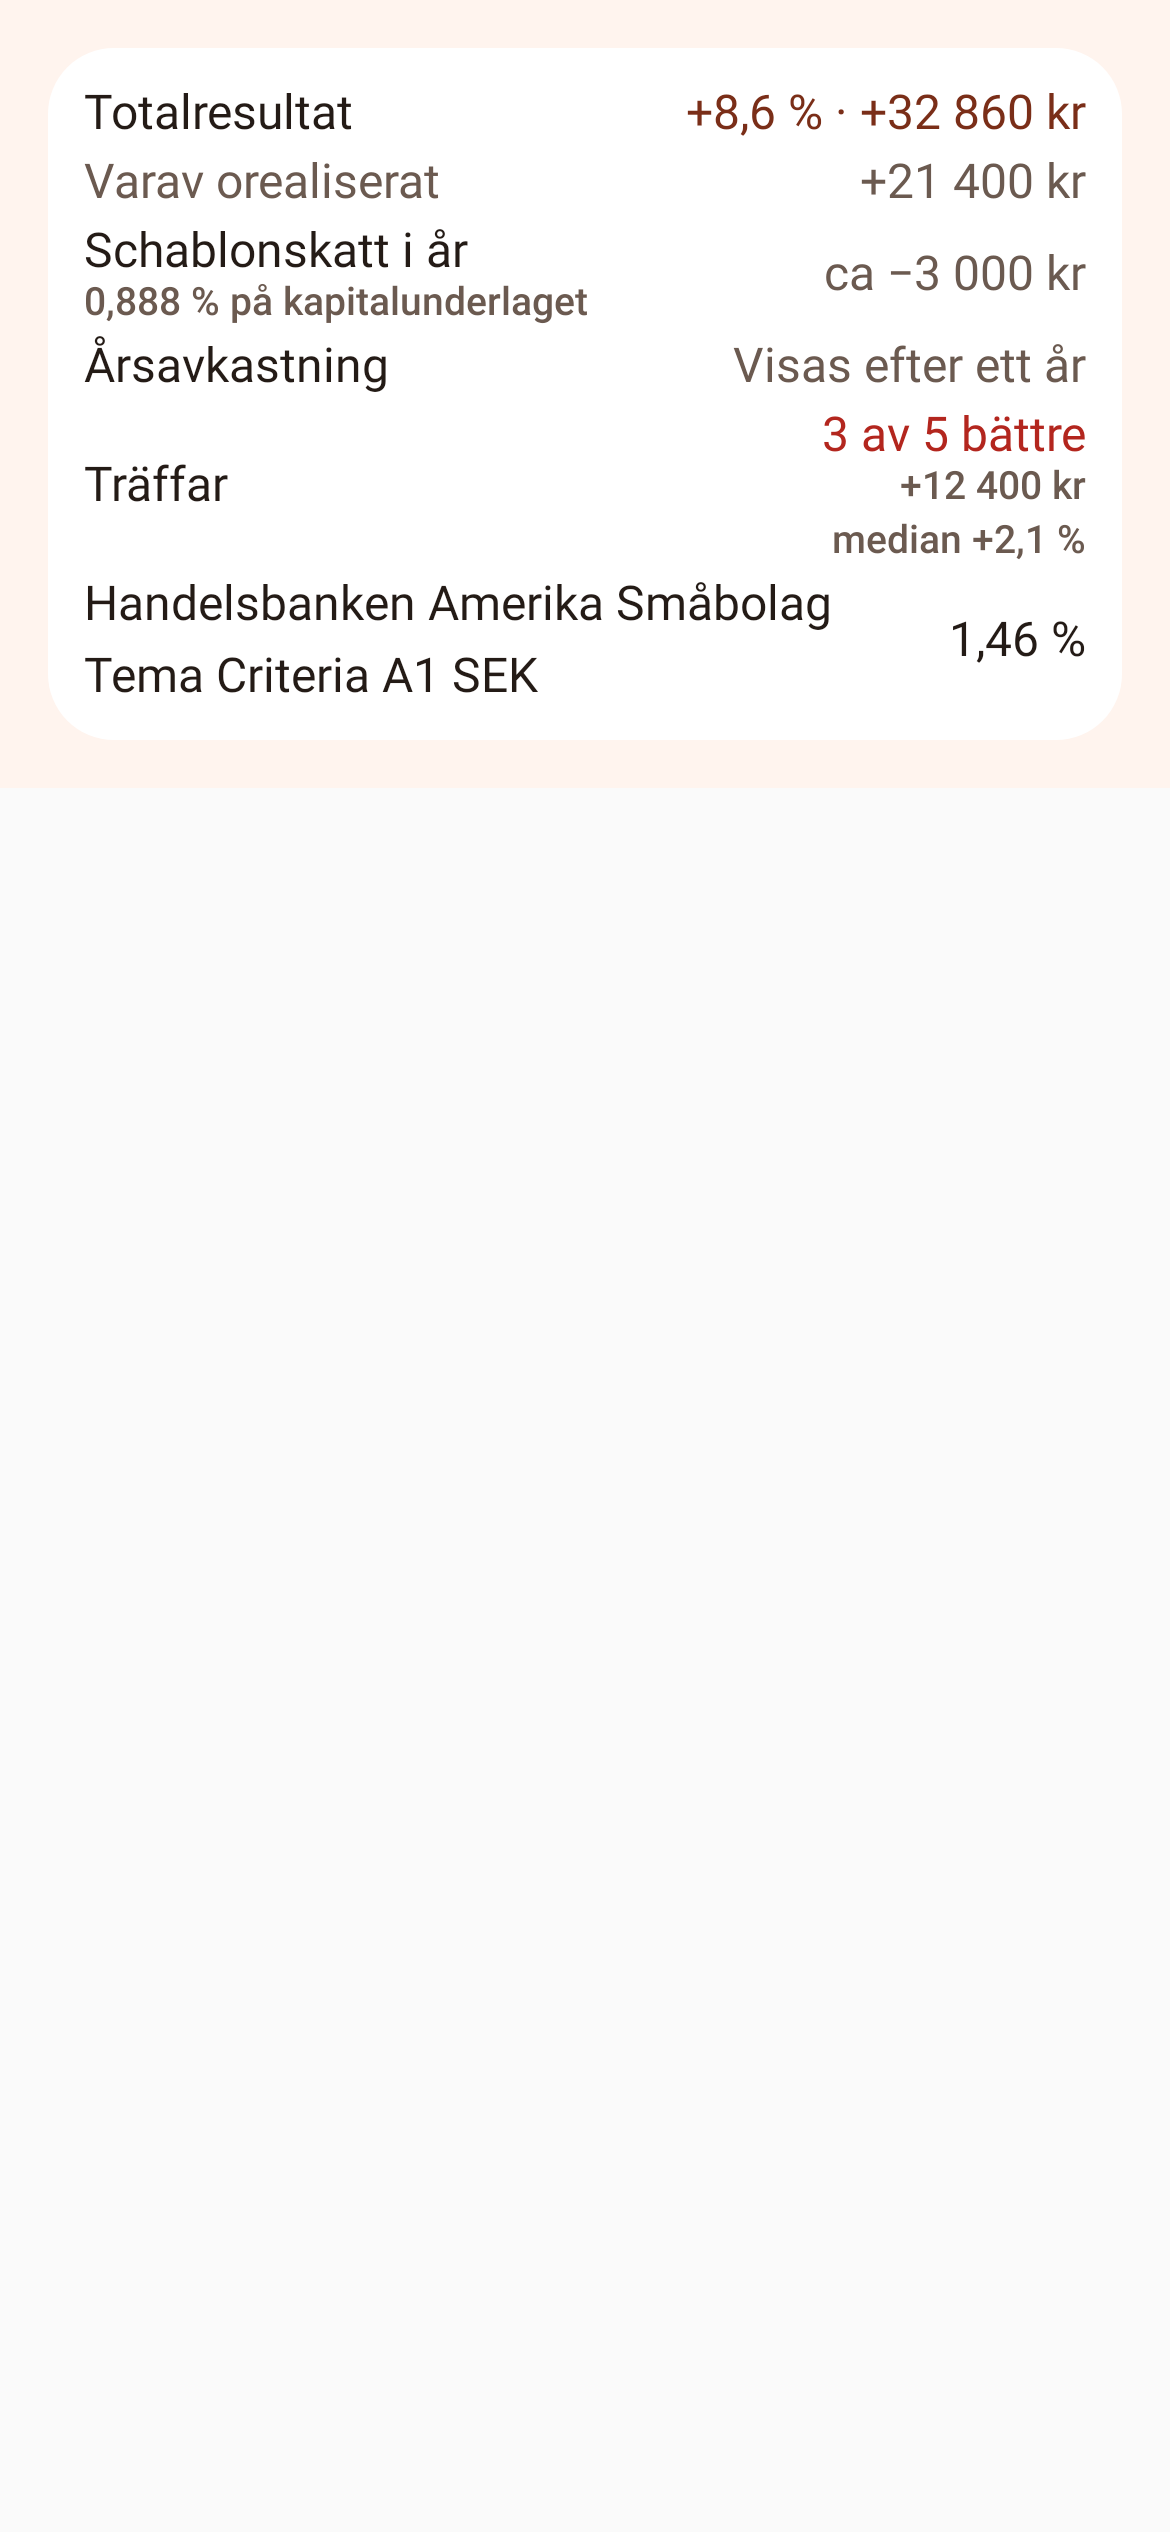 Totalresultat +8,6 % · +32 860 kr
Varav orealiserat +21 400 kr
Schablonskatt i år
0,888 % på kapitalunderlaget
ca −3 000 kr
Årsavkastning Visas efter ett år
Träffar
3 av 5 bättre
+12 400 kr
median +2,1 %
Handelsbanken Amerika Småbolag
Tema Criteria A1 SEK
1,46 %